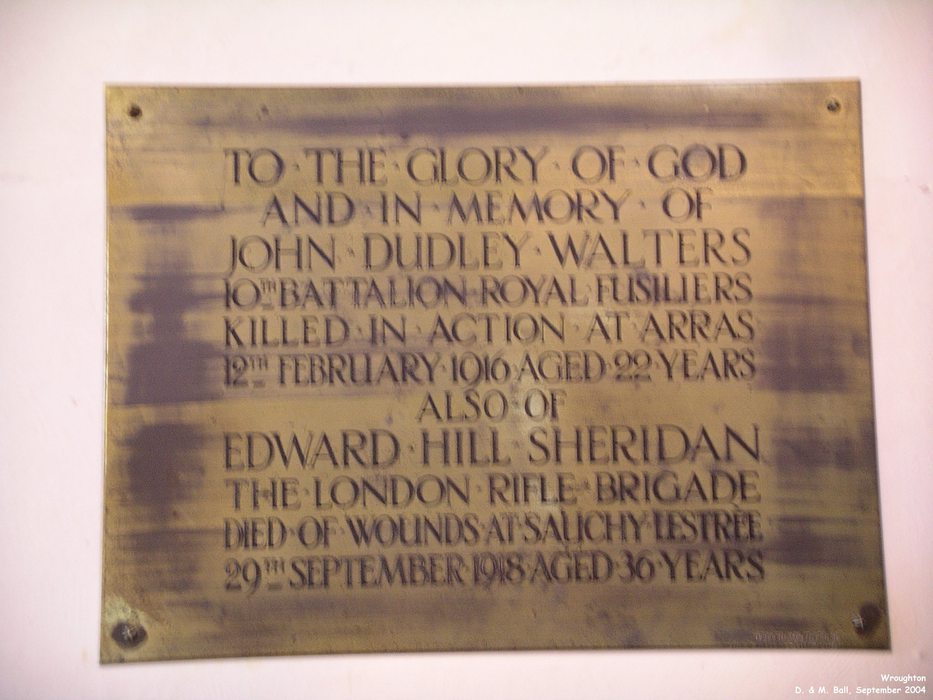 TO · THE · GLORY · OF · GOD
AND · IN · MEMORY · OF
JOHN · DUDLEY · WALTERS
10TH BATTALION · ROYAL · FUSILIERS
KILLED · IN · ACTION · AT · ARRAS
12TH FEBRUARY · 1916 AGED · 22 · YEARS
ALSO OF
EDWARD · HILL SHERIDAN
THE · LONDON · RIFLE · BRIGADE
DIED · OF · WOUNDS · AT · SAUCHY LESTRÉE
29TH SEPTEMBER · 1918 · AGED · 36 · YEARS
Wroughton
D. & M. Ball, September 2004